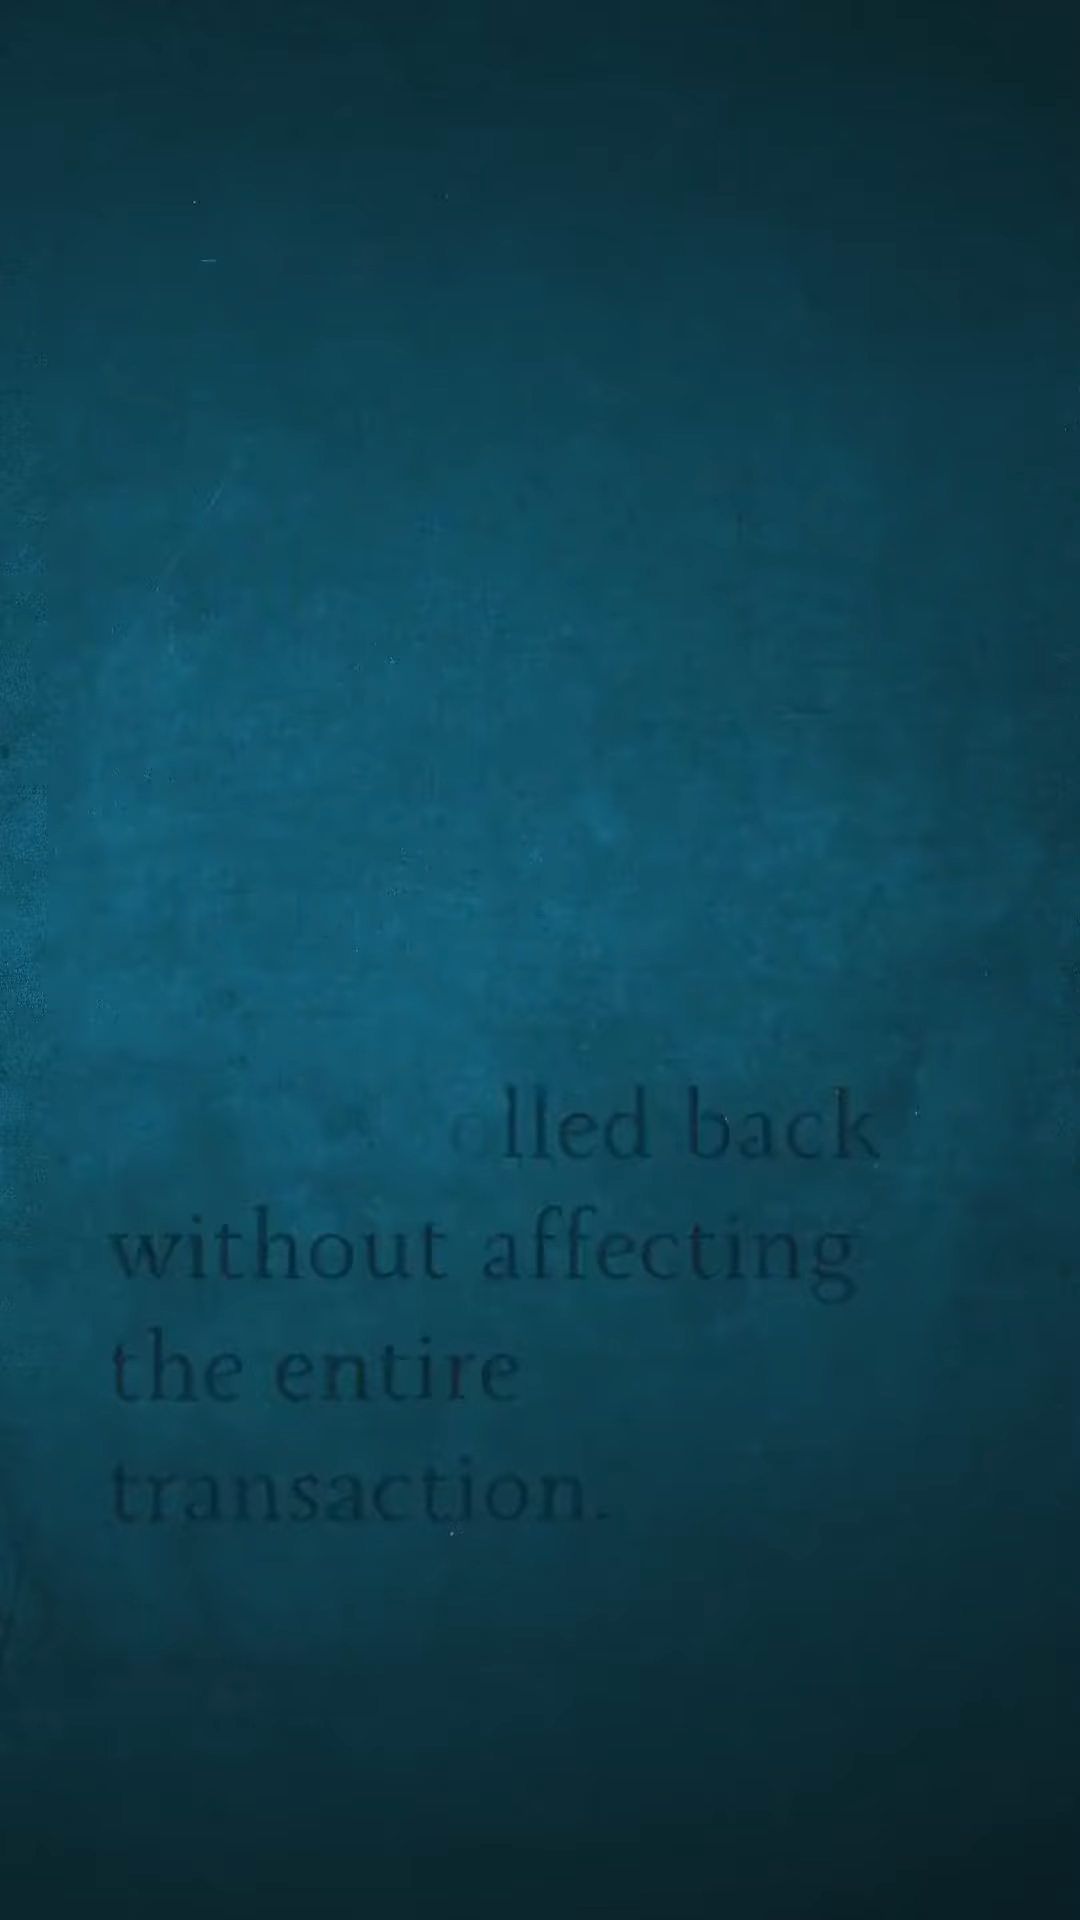 lled back
without affecting
the entire
transaction.